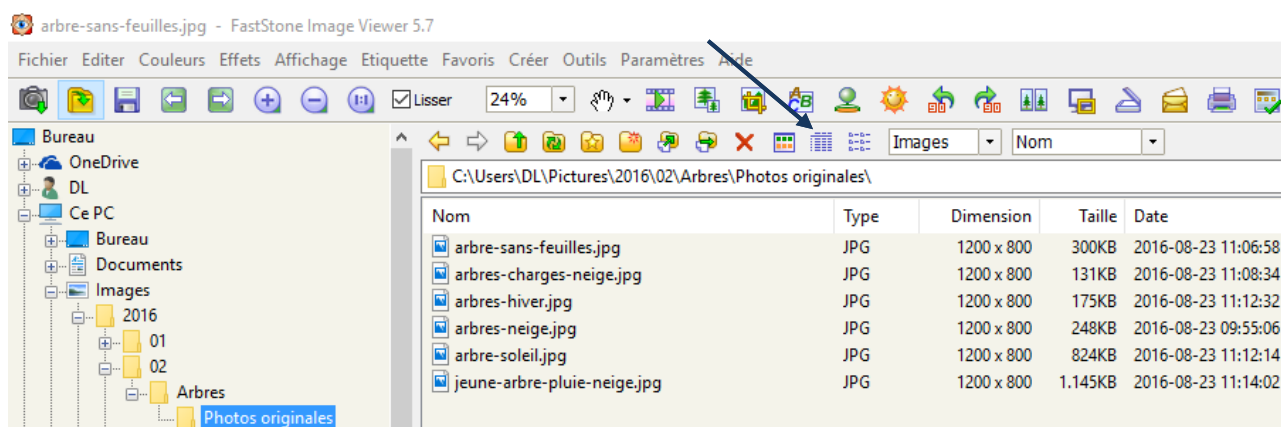 arbre-sans-feuilles.jpg - FastStone Image Viewer 5.7
Fichier Editer Couleurs Effets Affichage Etiquette Favoris Créer Outils Paramètres Aide
1:1 Lisser 24% A B C
Bureau
OneDrive
DL
Ce PC
Bureau
Documents
Images
2016
01
02
Arbres
Photos originales
Images Nom
C:\Users\DL\Pictures\2016\02\Arbres\Photos originales\
Nom Type Dimension Taille Date
arbre-sans-feuilles.jpg JPG 1200 x 800 300KB 2016-08-23 11:06:58
arbres-charges-neige.jpg JPG 1200 x 800 131KB 2016-08-23 11:08:34
arbres-hiver.jpg JPG 1200 x 800 175KB 2016-08-23 11:12:32
arbres-neige.jpg JPG 1200 x 800 248KB 2016-08-23 09:55:06
arbre-soleil.jpg JPG 1200 x 800 824KB 2016-08-23 11:12:14
jeune-arbre-pluie-neige.jpg JPG 1200 x 800 1.145KB 2016-08-23 11:14:02